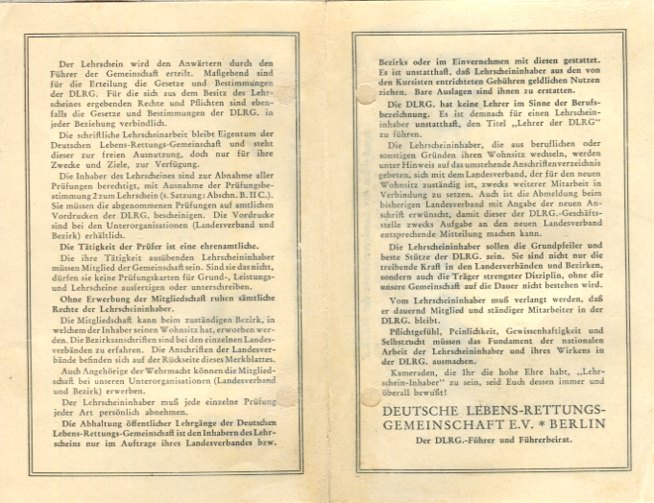 Der Lehrschein wird den Anwärtern durch den
Führer der Gemeinschaft erteilt. Maßgebend sind
für die Erteilung die Gesetze und Bestimmungen
der DLRG. Für die sich aus dem Besitz des Lehr-
scheines ergebenden Rechte und Pflichten sind eben-
falls die Gesetze und Bestimmungen der DLRG. in
jeder Beziehung verbindlich.
Die schriftliche Lehrscheinarbeit bleibt Eigentum der
Deutschen Lebens-Rettungs-Gemeinschaft und steht
dieser zur freien Ausnutzung, doch nur für ihre
Zwecke und Ziele, zur Verfügung.
Die Inhaber des Lehrscheines sind zur Abnahme aller
Prüfungen berechtigt, mit Ausnahme der Prüfungsbe-
stimmung 2 zum Lehrschein (s. Satzung: Abschn. B. II C.).
Sie müssen die abgenommenen Prüfungen auf amtlichen
Vordrucken der DLRG. bescheinigen. Die Vordrucke
sind bei den Unterorganisationen (Landesverband und
Bezirk) erhältlich.
Die Tätigkeit der Prüfer ist eine ehrenamtliche.
Die ihre Tätigkeit ausübenden Lehrscheininhaber
müssen Mitglied der Gemeinschaft sein. Sind sie das nicht,
dürfen sie keine Prüfungskarten für Grund-, Leistungs-
und Lehrscheine ausfertigen oder unterschreiben.
Ohne Erwerbung der Mitgliedschaft ruhen sämtliche
Rechte der Lehrscheininhaber.
Die Mitgliedschaft kann beim zuständigen Bezirk, in
welchem der Inhaber seinen Wohnsitz hat, erworben wer-
den. Die Bezirksanschriften sind bei den einzelnen Landes-
verbänden zu erfahren. Die Anschriften der Landesver-
bände befinden sich auf der Rückseite dieses Merkblattes.
Auch Angehörige der Wehrmacht können die Mitglied-
schaft bei unseren Unterorganisationen (Landesverband
und Bezirk) erwerben.
Der Lehrscheininhaber muß jede einzelne Prüfung
jeder Art persönlich abnehmen.
Die Abhaltung öffentlicher Lehrgänge der Deutschen
Lebens-Rettungs-Gemeinschaft ist den Inhabern des Lehr-
scheins nur im Auftrage ihres Landesverbandes bzw.
Bezirks oder im Einvernehmen mit diesen gestattet.
Es ist unstatthaft, daß Lehrscheininhaber aus den von
den Kursisten entrichteten Gebühren geldlichen Nutzen
ziehen. Bare Auslagen sind ihnen zu erstatten.
Die DLRG. hat keine Lehrer im Sinne der Berufs-
bezeichnung. Es ist demnach für einen Lehrschein-
inhaber unstatthaft, den Titel „Lehrer der DLRG“
zu führen.
Die Lehrscheininhaber, die aus beruflichen oder
sonstigen Gründen ihren Wohnsitz wechseln, werden
unter Hinweis auf das umstehende Anschriftenverzeichnis
gebeten, sich mit dem Landesverband, der für den neuen
Wohnsitz zuständig ist, zwecks weiterer Mitarbeit in
Verbindung zu setzen. Auch ist die Abmeldung beim
bisherigen Landesverband mit Angabe der neuen An-
schrift erwünscht, damit dieser der DLRG.-Geschäfts-
stelle zwecks Aufgabe an den neuen Landesverband
entsprechende Mitteilung machen kann.
Die Lehrscheininhaber sollen die Grundpfeiler und
beste Stütze der DLRG. sein. Sie sind nicht nur die
treibende Kraft in den Landesverbänden und Bezirken,
sondern auch die Träger strengster Disziplin, ohne die
unsere Gemeinschaft auf die Dauer nicht bestehen wird.
Vom Lehrscheininhaber muß verlangt werden, daß
er dauernd Mitglied und ständiger Mitarbeiter in der
DLRG. bleibt.
Pflichtgefühl, Peinlichkeit, Gewissenhaftigkeit und
Selbstzucht müssen das Fundament der nationalen
Arbeit der Lehrscheininhaber und ihres Wirkens in
der DLRG. ausmachen.
Kameraden, die Ihr die hohe Ehre habt, „Lehr-
schein-Inhaber“ zu sein, seid Euch dessen immer und
überall bewußt!
DEUTSCHE LEBENS-RETTUNGS-
GEMEINSCHAFT E.V. * BERLIN
Der DLRG.-Führer und Führerbeirat.